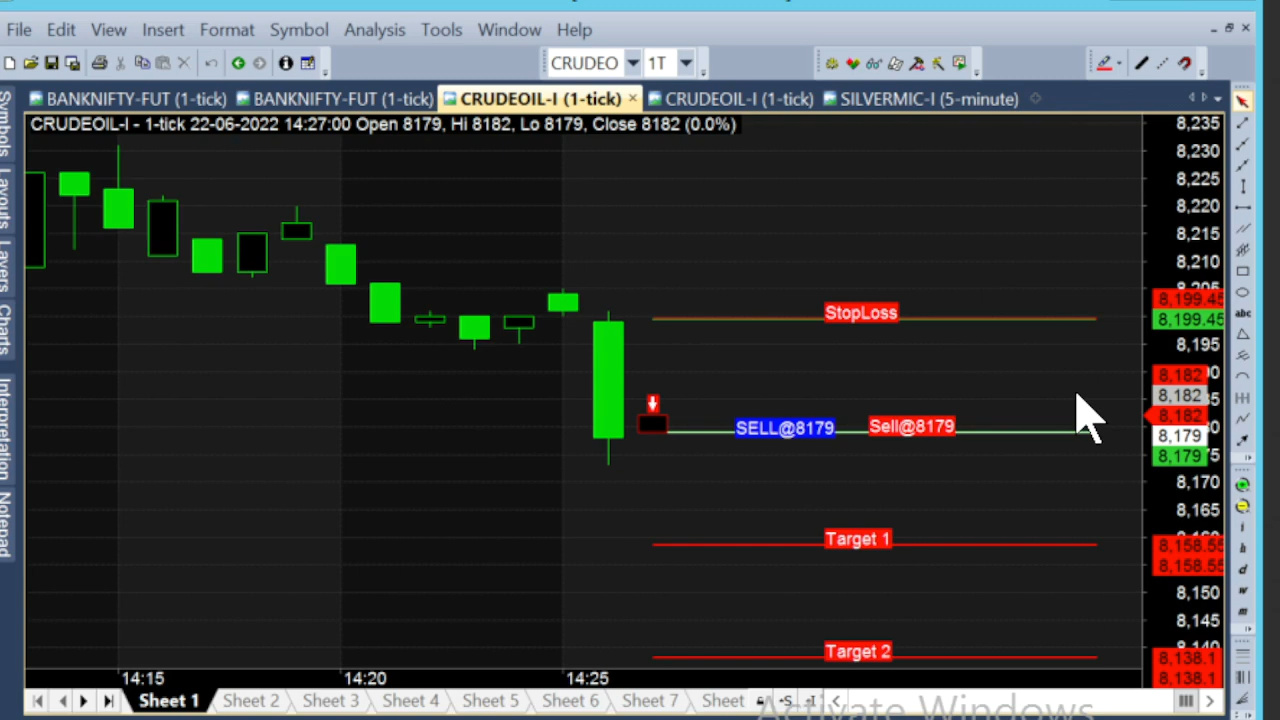 File Edit View Insert Format Symbol Analysis Tools Window Help
CRUDEO 1T
BANKNIFTY-FUT (1-tick) BANKNIFTY-FUT (1-tick) CRUDEOIL-I (1-tick) × CRUDEOIL-I (1-tick) SILVERMIC-I (5-minute)
CRUDEOIL-I - 1-tick 22-06-2022 14:27:00 Open 8179, Hi 8182, Lo 8179, Close 8182 (0.0%)
Symbols
Layouts
Layers
Charts
Interpretation
Notepad
8,235
8,230
8,225
8,220
8,215
8,210
8,199.45
StopLoss
8,199.45
8,195
8,182
8,182
8,182
SELL@8179 Sell@8179
8,179
8,179
8,170
8,165
Target 1
8,158.55
8,158.55
8,150
8,145
Target 2
8,138.1
8,138.1
14:15 14:20 14:25
Sheet 1 Sheet 2 Sheet 3 Sheet 4 Sheet 5 Sheet 6 Sheet 7 Sheet
Activate Windows
abc